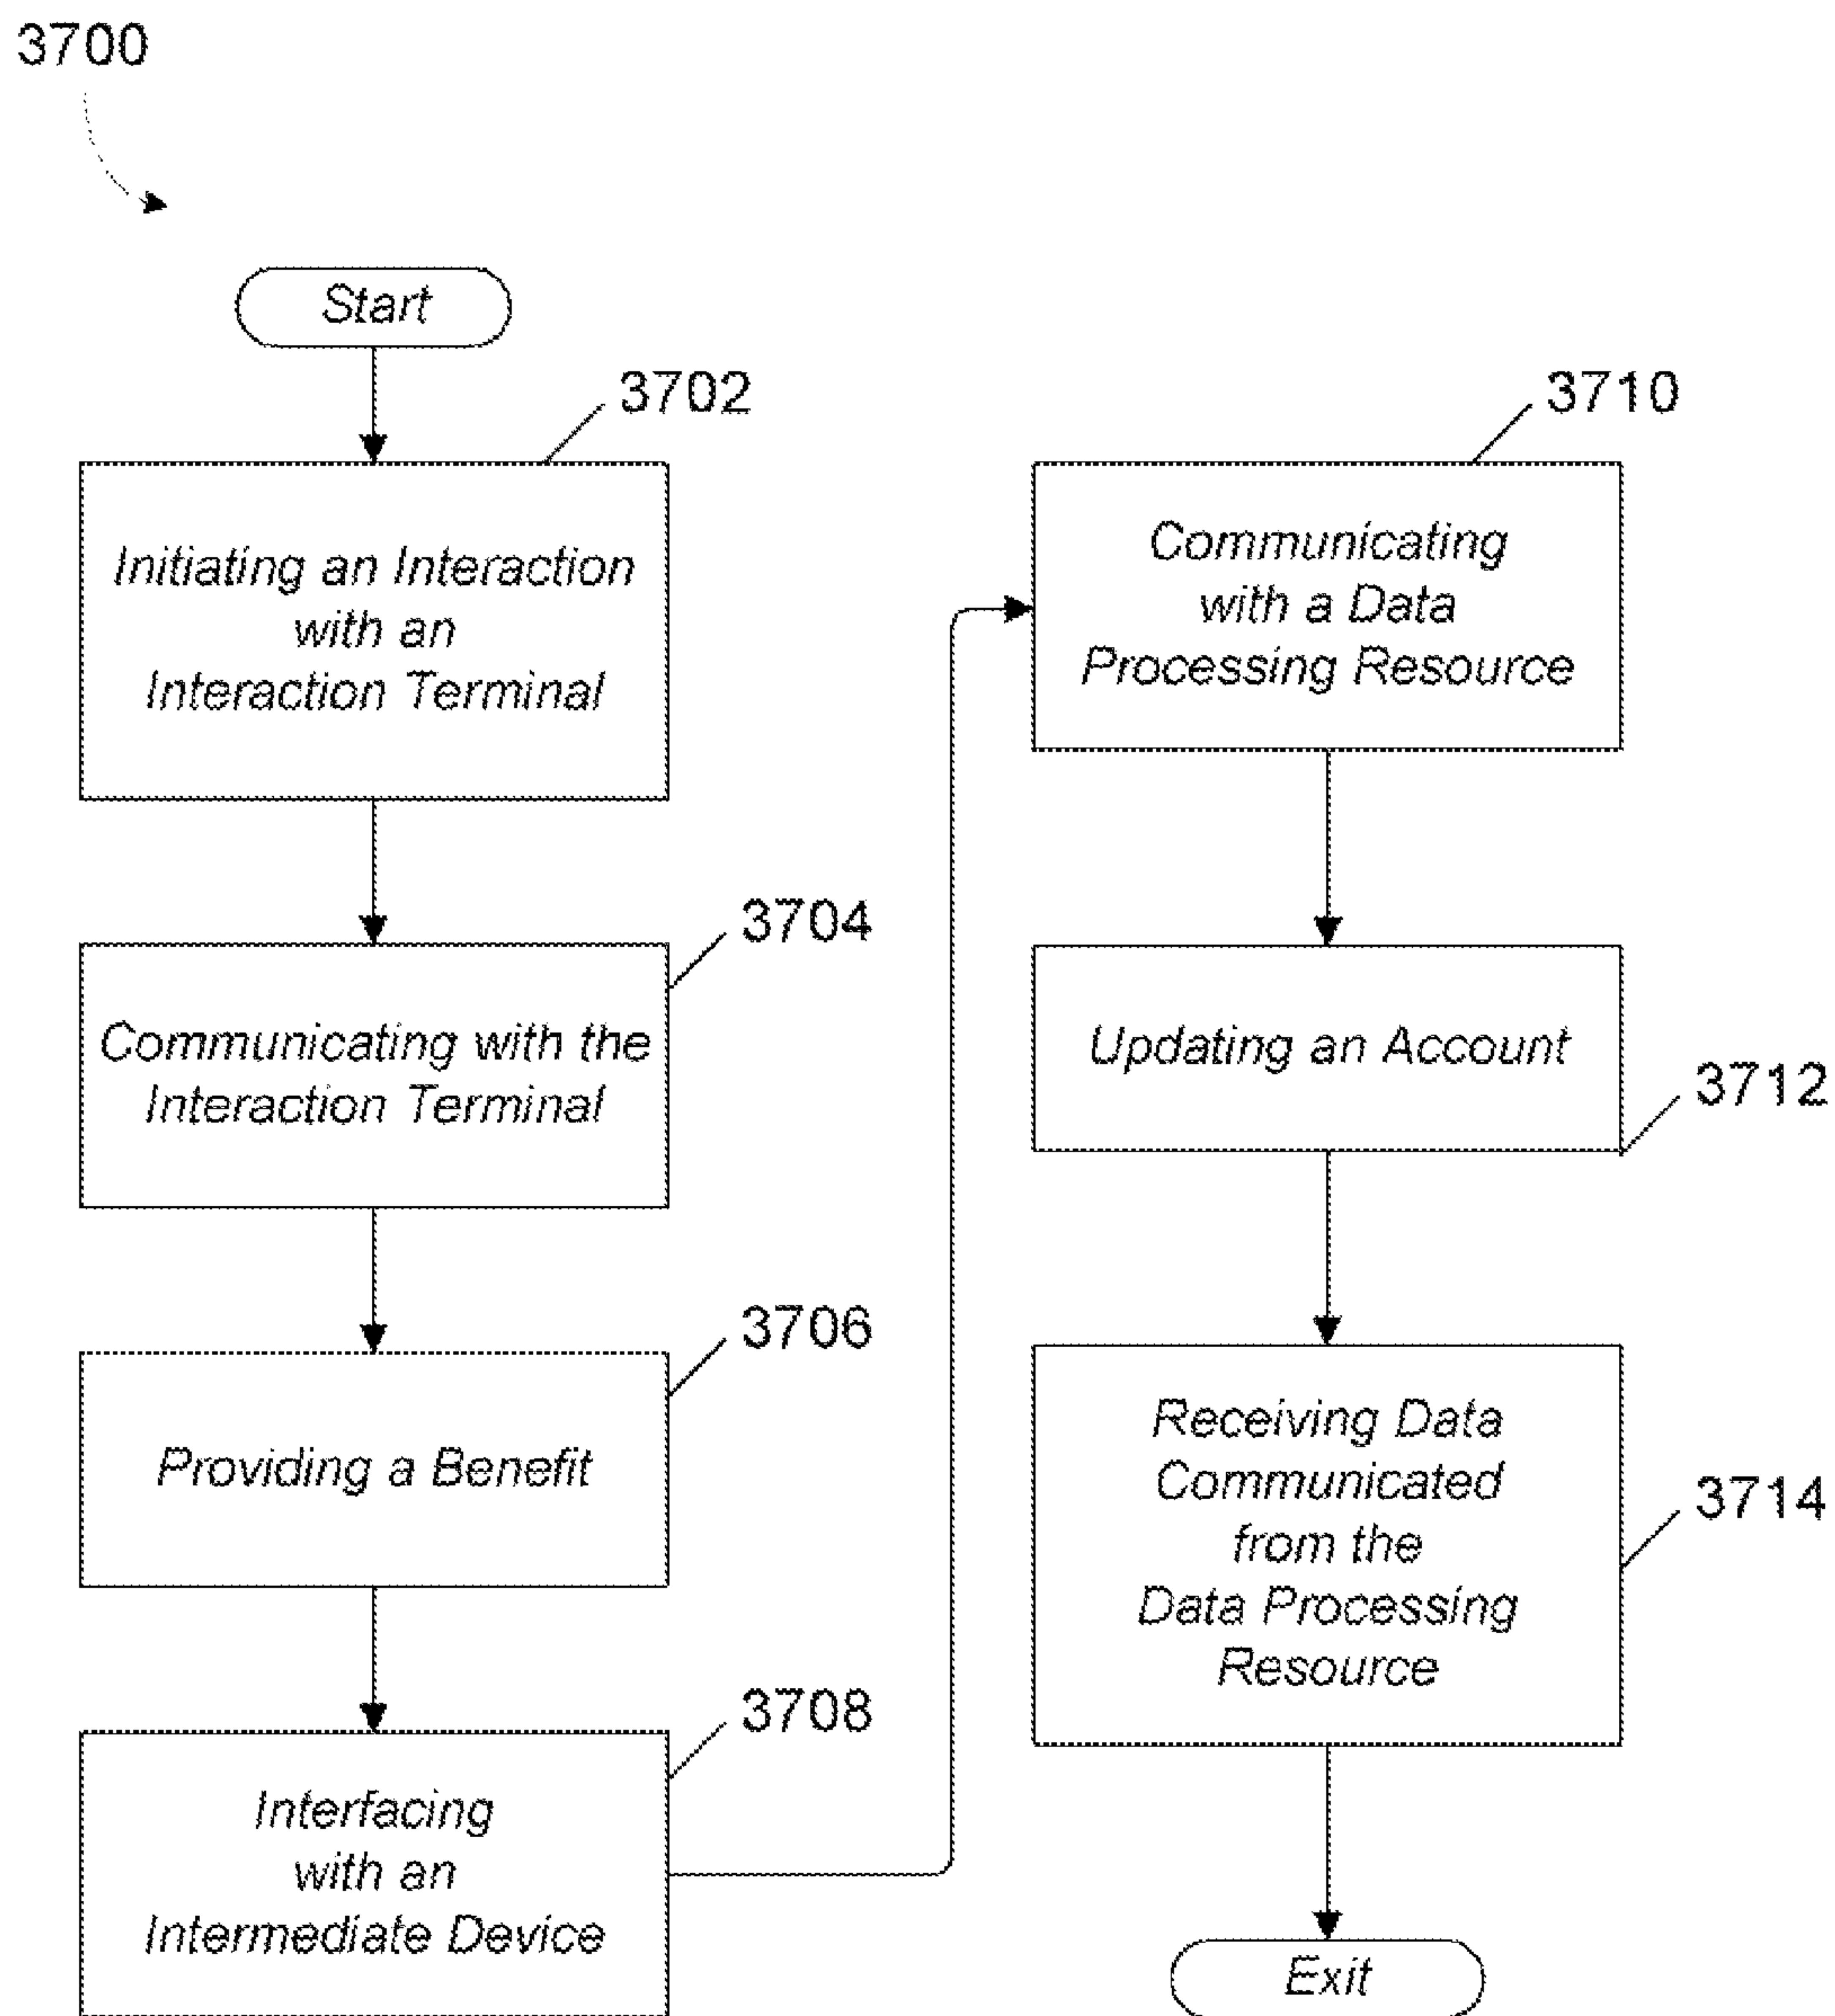 3700
Start
3702
Initiating an Interaction
with an
Interaction Terminal
3704
Communicating with the
Interaction Terminal
3706
Providing a Benefit
3708
Interfacing
with an
Intermediate Device
3710
Communicating
with a Data
Processing Resource
Updating an Account
3712
Receiving Data
Communicated
from the
Data Processing
Resource
3714
Exit